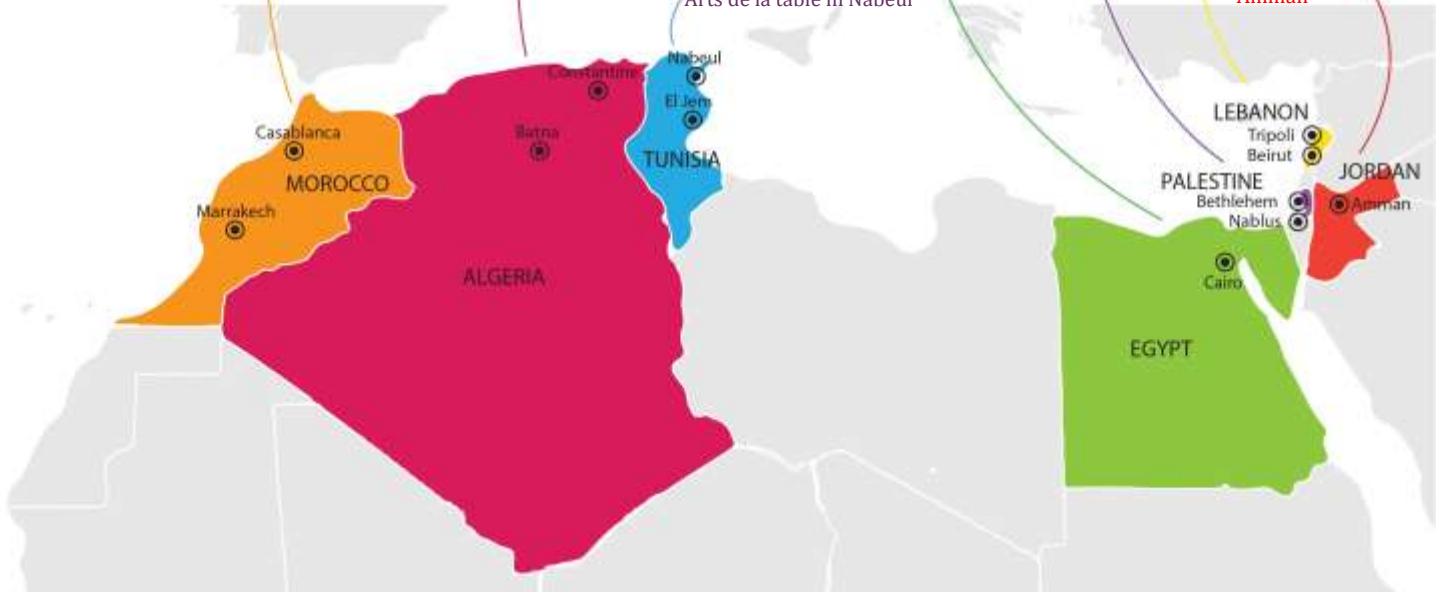 Arts de la table in Nabeul
Amman
Nabeul
Constantine
El Jem
Casablanca
Batna
TUNISIA
MOROCCO
Marrakech
ALGERIA
LEBANON
Tripoli
Beirut
JORDAN
PALESTINE
Bethlehem
Amman
Nablus
Cairo
EGYPT